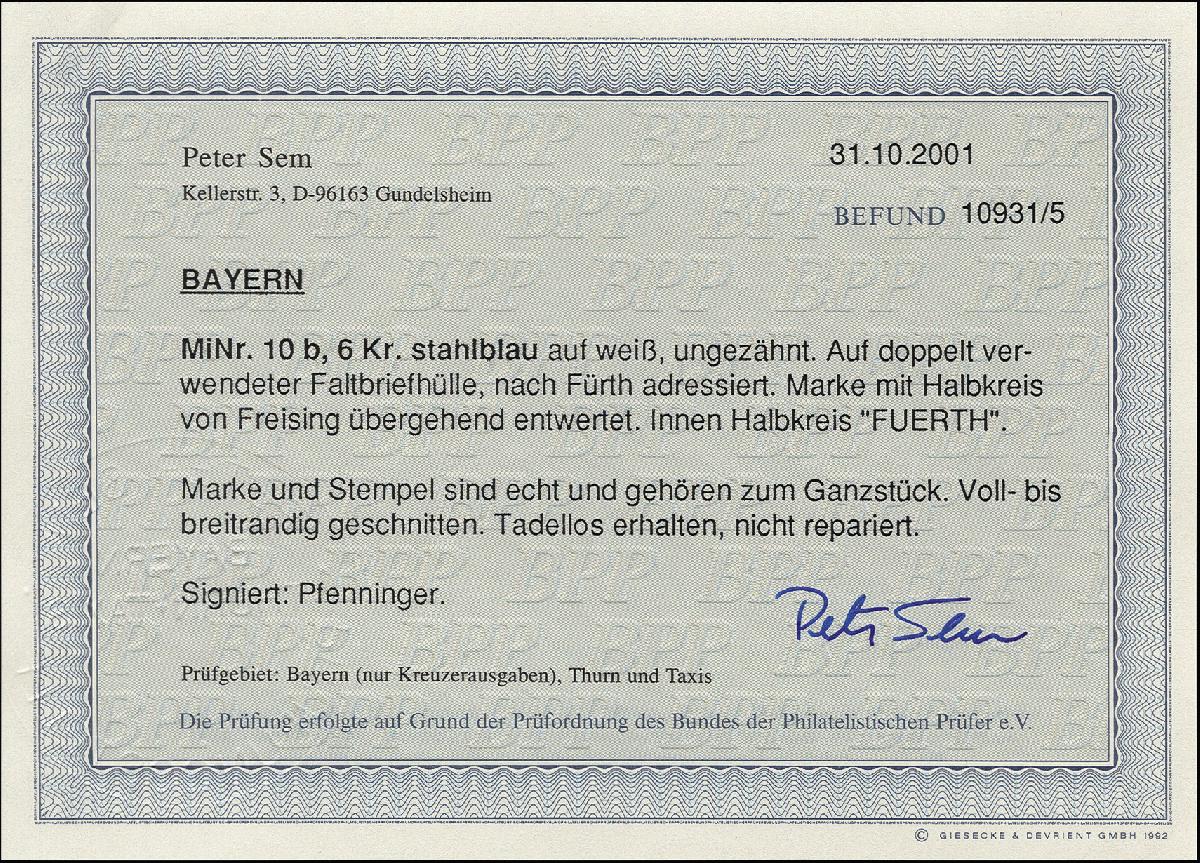 Peter Sem
31.10.2001
Kellerstr. 3, D-96163 Gundelsheim
BEFUND 10931/5
BAYERN
MiNr. 10 b, 6 Kr. stahlblau auf weiß, ungezähnt. Auf doppelt ver-
wendeter Faltbriefhülle, nach Fürth adressiert. Marke mit Halbkreis
von Freising übergehend entwertet. Innen Halbkreis "FUERTH".
Marke und Stempel sind echt und gehören zum Ganzstück. Voll- bis
breitrandig geschnitten. Tadellos erhalten, nicht repariert.
Signiert: Pfenninger.
Peter Sem
Prüfgebiet: Bayern (nur Kreuzerausgaben), Thurn und Taxis
Die Prüfung erfolgte auf Grund der Prüfordnung des Bundes der Philatelistischen Prüfer e.V.
© GIESECKE & DEVRIENT GMBH 1992